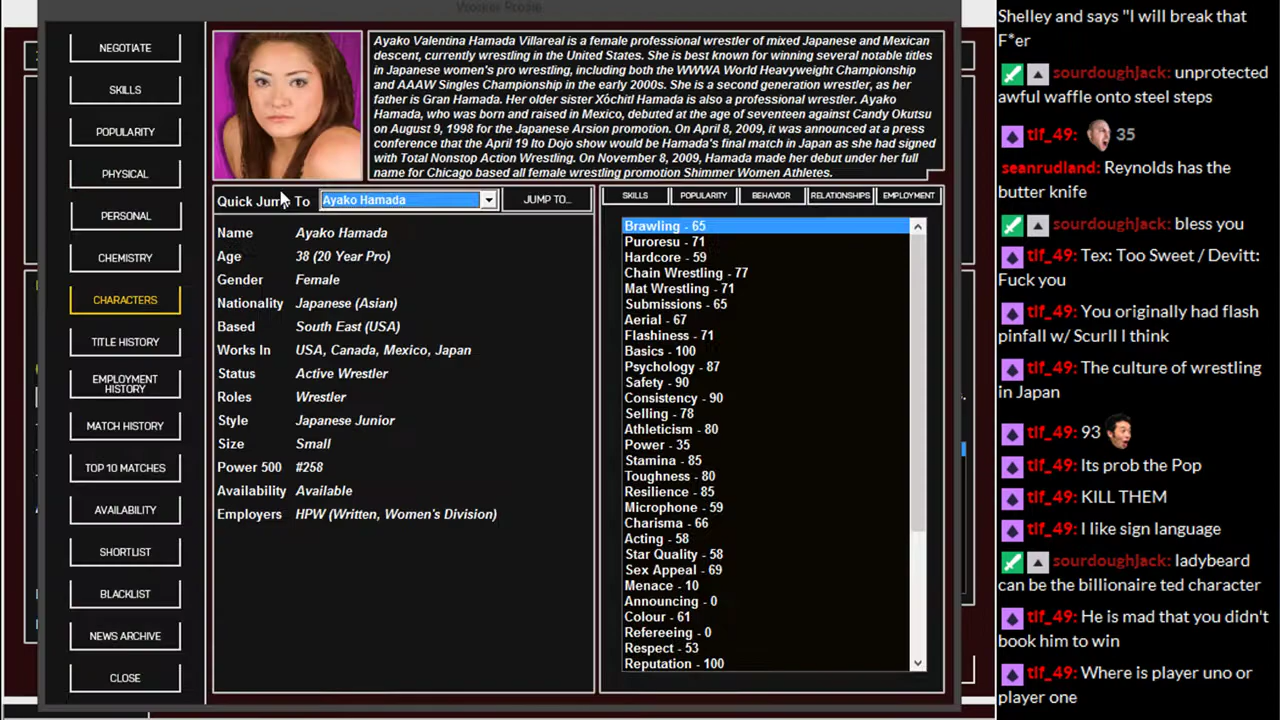 Worker Profile
NEGOTIATE
SKILLS
POPULARITY
PHYSICAL
PERSONAL
CHEMISTRY
CHARACTERS
TITLE HISTORY
EMPLOYMENT
HISTORY
MATCH HISTORY
TOP 10 MATCHES
AVAILABILITY
SHORTLIST
BLACKLIST
NEWS ARCHIVE
CLOSE
Ayako Valentina Hamada Villareal is a female professional wrestler of mixed Japanese and Mexican
descent, currently wrestling in the United States. She is best known for winning several notable titles
in Japanese women's pro wrestling, including both the WWWA World Heavyweight Championship
and AAAW Singles Championship in the early 2000s. She is a second generation wrestler, as her
father is Gran Hamada. Her older sister Xóchitl Hamada is also a professional wrestler. Ayako
Hamada, who was born and raised in Mexico, debuted at the age of seventeen against Candy Okutsu
on August 9, 1998 for the Japanese Arsion promotion. On April 8, 2009, it was announced at a press
conference that the April 19 Ito Dojo show would be Hamada's final match in Japan as she had signed
with Total Nonstop Action Wrestling. On November 8, 2009, Hamada made her debut under her full
name for Chicago based all female wrestling promotion Shimmer Women Athletes.
Quick Jump To Ayako Hamada JUMP TO...
Name Ayako Hamada
Age 38 (20 Year Pro)
Gender Female
Nationality Japanese (Asian)
Based South East (USA)
Works In USA, Canada, Mexico, Japan
Status Active Wrestler
Roles Wrestler
Style Japanese Junior
Size Small
Power 500 #258
Availability Available
Employers HPW (Written, Women's Division)
SKILLS POPULARITY BEHAVIOR RELATIONSHIPS EMPLOYMENT
Brawling - 65
Puroresu - 71
Hardcore - 59
Chain Wrestling - 77
Mat Wrestling - 71
Submissions - 65
Aerial - 67
Flashiness - 71
Basics - 100
Psychology - 87
Safety - 90
Consistency - 90
Selling - 78
Athleticism - 80
Power - 35
Stamina - 85
Toughness - 80
Resilience - 85
Microphone - 59
Charisma - 66
Acting - 58
Star Quality - 58
Sex Appeal - 69
Menace - 10
Announcing - 0
Colour - 61
Refereeing - 0
Respect - 53
Reputation - 100
Shelley and says "I will break that
F*er
sourdoughjack: unprotected
awful waffle onto steel steps
tlf_49: 35
seanrudland: Reynolds has the
butter knife
sourdoughjack: bless you
tlf_49: Tex: Too Sweet / Devitt:
Fuck you
tlf_49: You originally had flash
pinfall w/ Scurll I think
tlf_49: The culture of wrestling
in Japan
tlf_49: 93
tlf_49: Its prob the Pop
tlf_49: KILL THEM
tlf_49: I like sign language
sourdoughjack: ladybeard
can be the billionaire ted character
tlf_49: He is mad that you didn't
book him to win
tlf_49: Where is player uno or
player one